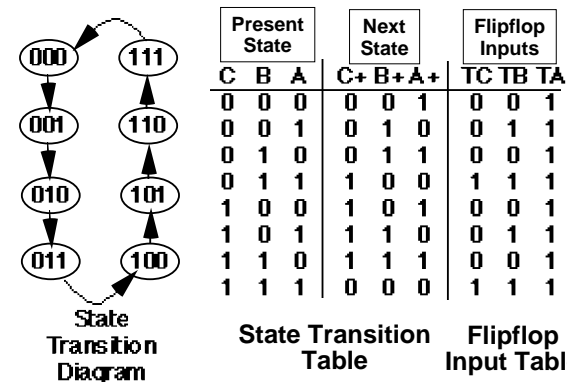 000 111
001 110
010 101
011 100
State
Transition
Diagram
Present
State
Next
State
Flipflop
Inputs
C B A C+ B+ A+ TC TB TA
0 0 0 0 0 1 0 0 1
0 0 1 0 1 0 0 1 1
0 1 0 0 1 1 0 0 1
0 1 1 1 0 0 1 1 1
1 0 0 1 0 1 0 0 1
1 0 1 1 1 0 0 1 1
1 1 0 1 1 1 0 0 1
1 1 1 0 0 0 1 1 1
State Transition
Table
Flipflop
Input Tabl